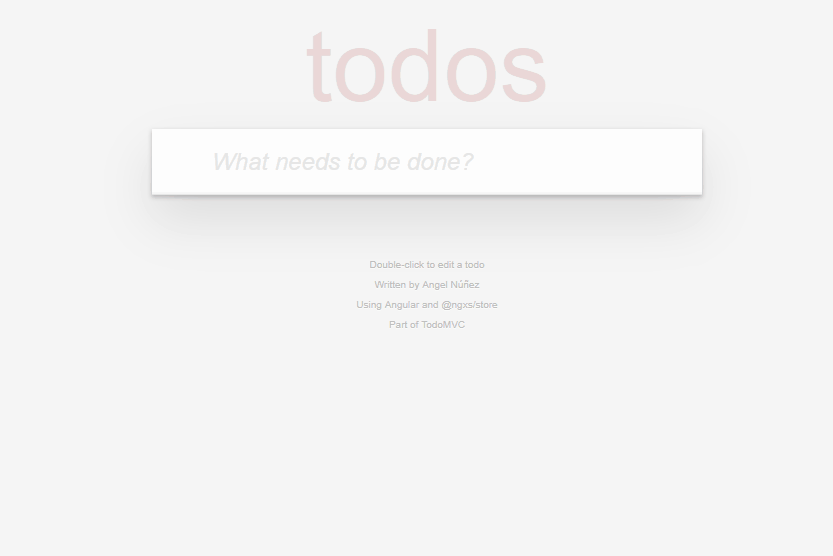 todos
What needs to be done?
Double-click to edit a todo
Written by Angel Núñez
Using Angular and @ngxs/store
Part of TodoMVC